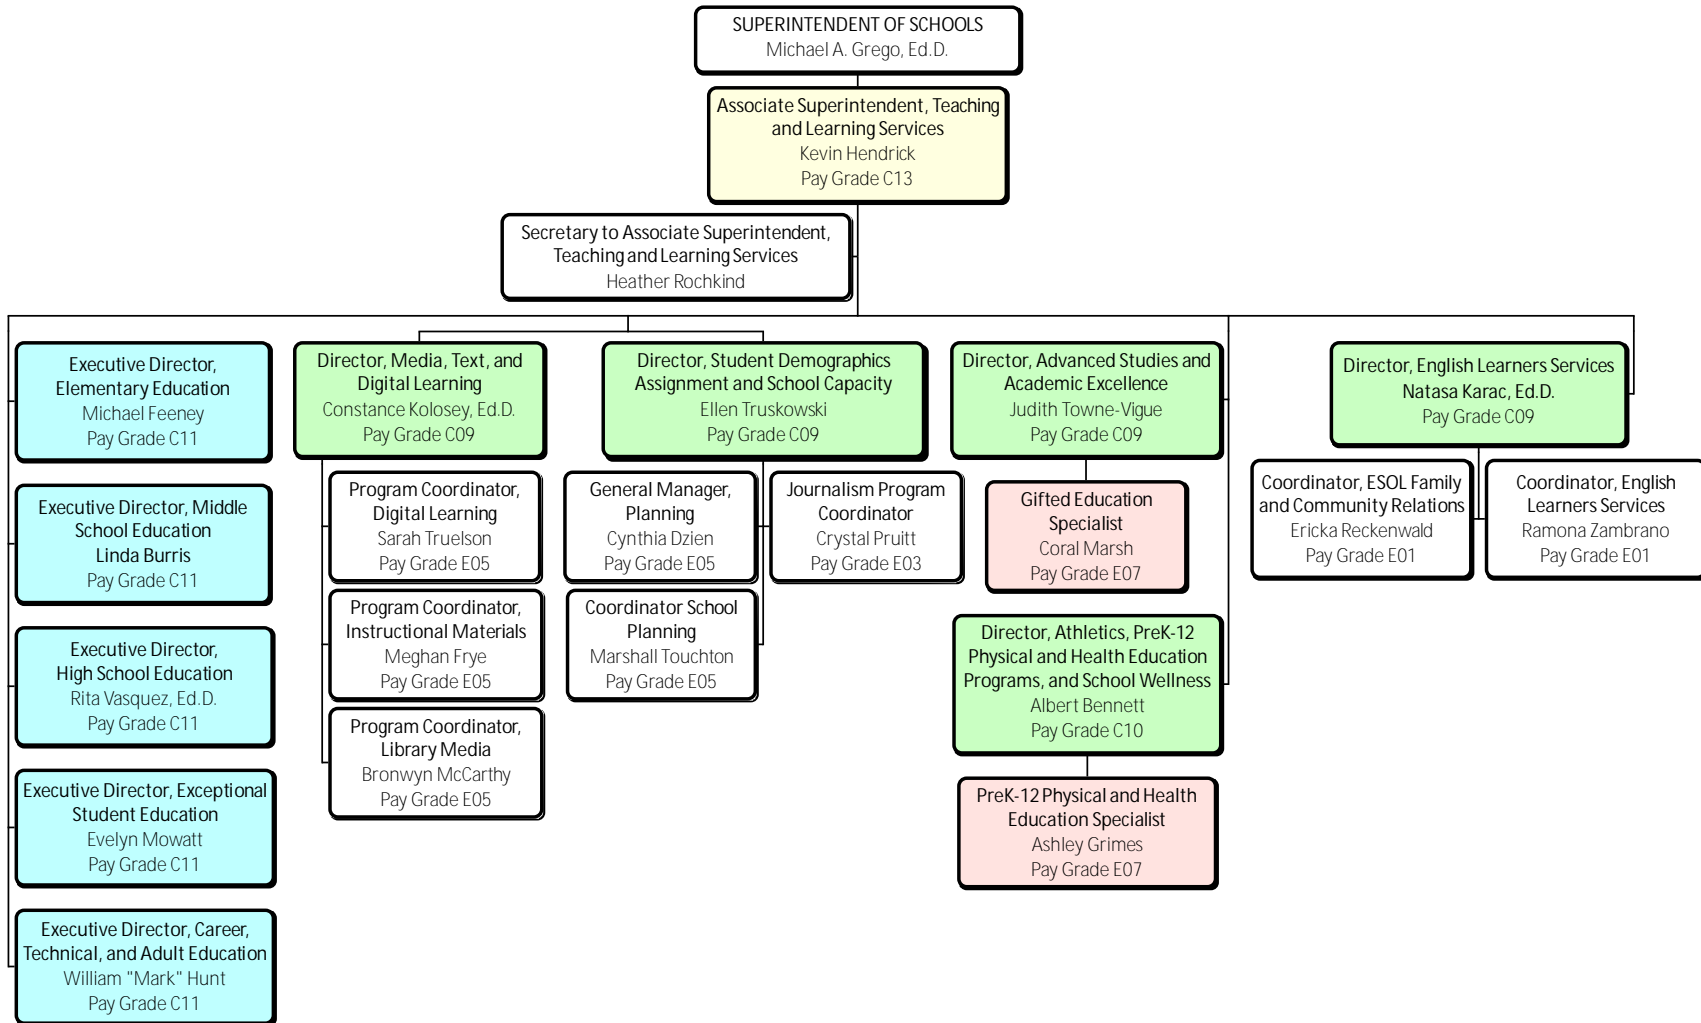 SUPERINTENDENT OF SCHOOLS
Michael A. Grego, Ed.D.
Associate Superintendent, Teaching
and Learning Services
Kevin Hendrick
Pay Grade C13
Secretary to Associate Superintendent,
Teaching and Learning Services
Heather Rochkind
Executive Director,
Elementary Education
Michael Feeney
Pay Grade C11
Executive Director, Middle
School Education
Linda Burris
Pay Grade C11
Executive Director,
High School Education
Rita Vasquez, Ed.D.
Pay Grade C11
Executive Director, Exceptional
Student Education
Evelyn Mowatt
Pay Grade C11
Executive Director, Career,
Technical, and Adult Education
William "Mark" Hunt
Pay Grade C11
Director, Media, Text, and
Digital Learning
Constance Kolosey, Ed.D.
Pay Grade C09
Program Coordinator,
Digital Learning
Sarah Truelson
Pay Grade E05
Program Coordinator,
Instructional Materials
Meghan Frye
Pay Grade E05
Program Coordinator,
Library Media
Bronwyn McCarthy
Pay Grade E05
Director, Student Demographics
Assignment and School Capacity
Ellen Truskowski
Pay Grade C09
General Manager,
Planning
Cynthia Dzien
Pay Grade E05
Journalism Program
Coordinator
Crystal Pruitt
Pay Grade E03
Coordinator School
Planning
Marshall Touchton
Pay Grade E05
Director, Advanced Studies and
Academic Excellence
Judith Towne-Vigue
Pay Grade C09
Gifted Education
Specialist
Coral Marsh
Pay Grade E07
Director, Athletics, PreK-12
Physical and Health Education
Programs, and School Wellness
Albert Bennett
Pay Grade C10
PreK-12 Physical and Health
Education Specialist
Ashley Grimes
Pay Grade E07
Director, English Learners Services
Natasa Karac, Ed.D.
Pay Grade C09
Coordinator, ESOL Family
and Community Relations
Ericka Reckenwald
Pay Grade E01
Coordinator, English
Learners Services
Ramona Zambrano
Pay Grade E01